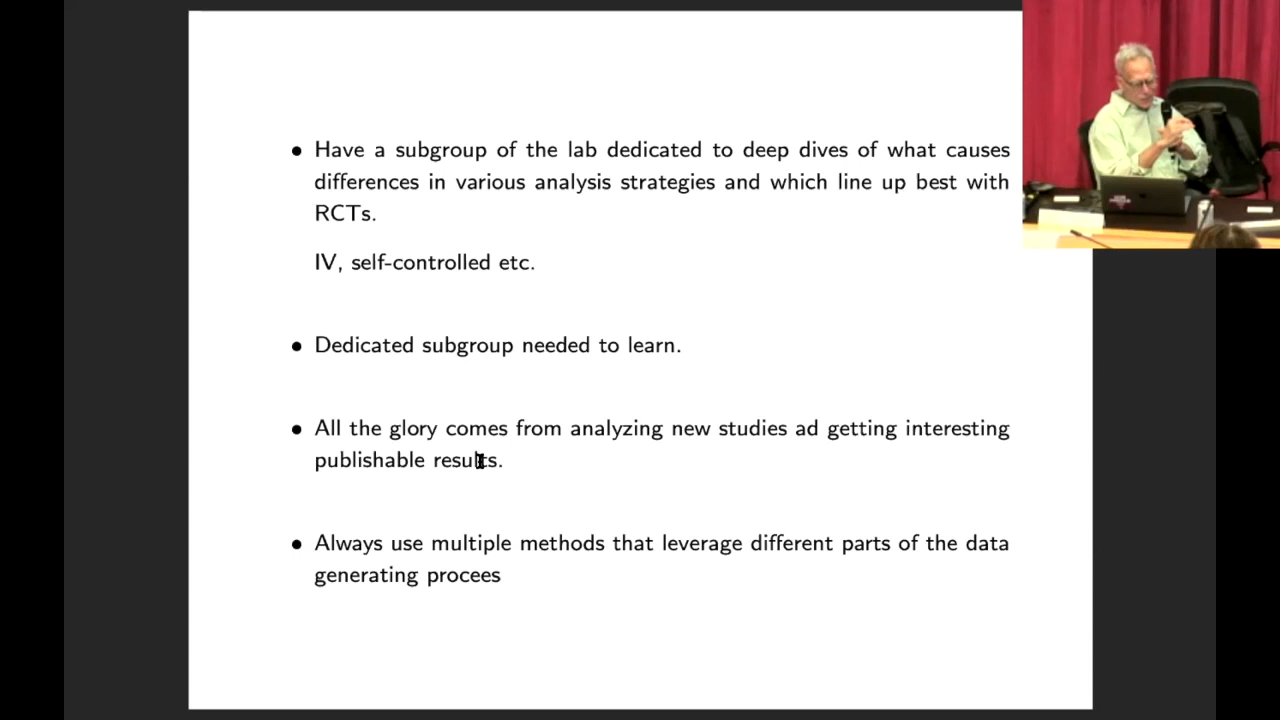 • Have a subgroup of the lab dedicated to deep dives of what causes
differences in various analysis strategies and which line up best with
RCTs.
IV, self-controlled etc.
• Dedicated subgroup needed to learn.
• All the glory comes from analyzing new studies ad getting interesting
publishable results.
• Always use multiple methods that leverage different parts of the data
generating procees